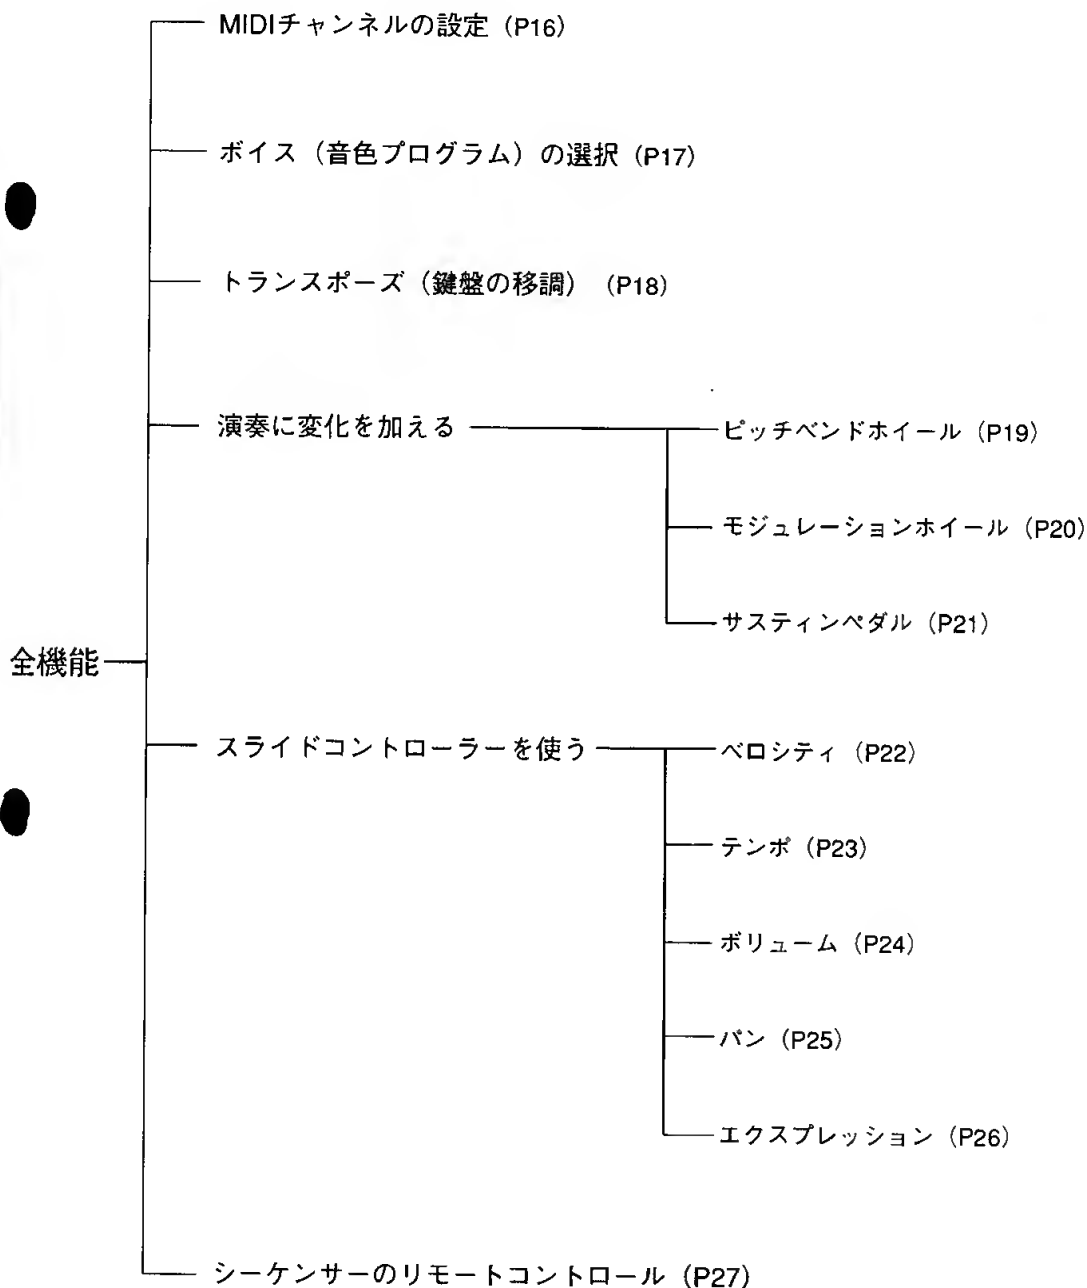 MIDIチャンネルの設定（P16）
ボイス（音色プログラム）の選択（P17）
トランスポーズ（鍵盤の移調）（P18）
演奏に変化を加える
ピッチベンドホイール（P19）
モジュレーションホイール（P20）
サスティンペダル（P21）
全機能
スライドコントローラーを使う
ベロシティ（P22）
テンポ（P23）
ボリューム（P24）
パン（P25）
エクスプレッション（P26）
シーケンサーのリモートコントロール（P27）